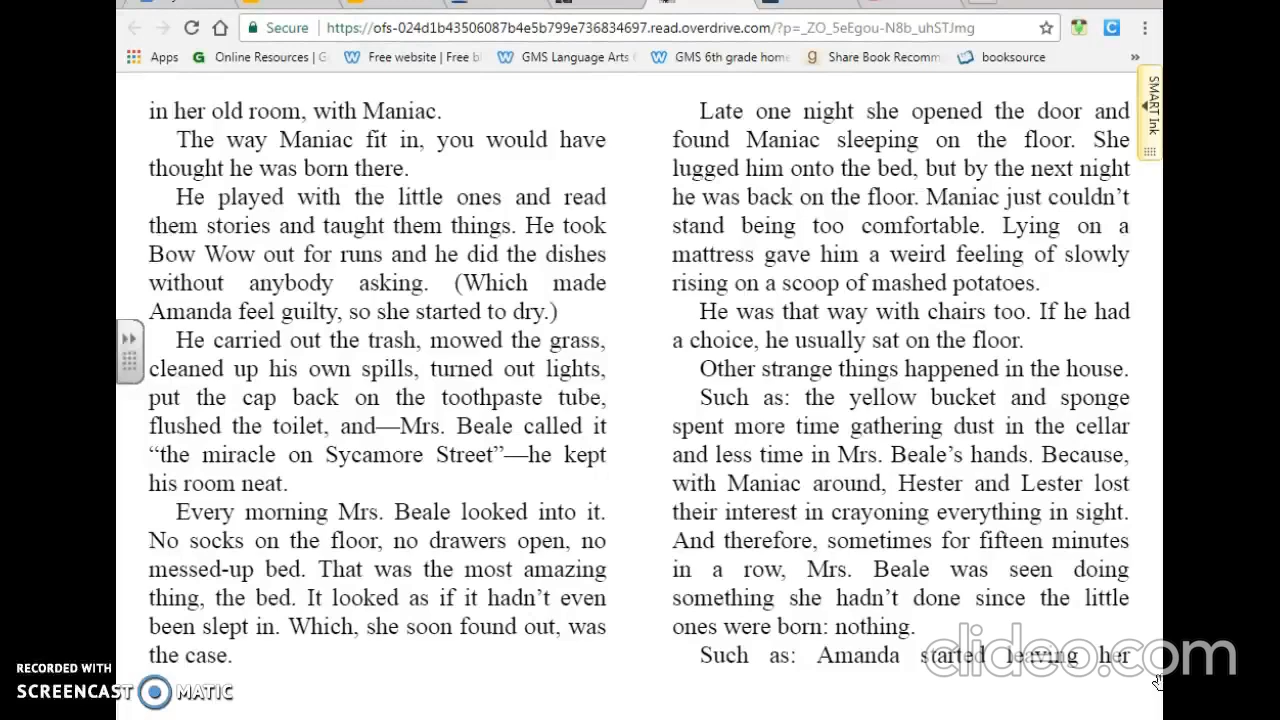 Secure
https://ofs-024d1b43506087b4e5b799e736834697.read.overdrive.com/?p=_ZO_5eEgou-N8b_uhSTJmg
Apps
Online Resources | G
Free website | Free b
GMS Language Arts
GMS 6th grade home
Share Book Recomm
booksource
»
SMART Ink
in her old room, with Maniac.
The way Maniac fit in, you would have
thought he was born there.
He played with the little ones and read
them stories and taught them things. He took
Bow Wow out for runs and he did the dishes
without anybody asking. (Which made
Amanda feel guilty, so she started to dry.)
He carried out the trash, mowed the grass,
cleaned up his own spills, turned out lights,
put the cap back on the toothpaste tube,
flushed the toilet, and—Mrs. Beale called it
“the miracle on Sycamore Street”—he kept
his room neat.
Every morning Mrs. Beale looked into it.
No socks on the floor, no drawers open, no
messed-up bed. That was the most amazing
thing, the bed. It looked as if it hadn’t even
been slept in. Which, she soon found out, was
the case.
Late one night she opened the door and
found Maniac sleeping on the floor. She
lugged him onto the bed, but by the next night
he was back on the floor. Maniac just couldn’t
stand being too comfortable. Lying on a
mattress gave him a weird feeling of slowly
rising on a scoop of mashed potatoes.
He was that way with chairs too. If he had
a choice, he usually sat on the floor.
Other strange things happened in the house.
Such as: the yellow bucket and sponge
spent more time gathering dust in the cellar
and less time in Mrs. Beale’s hands. Because,
with Maniac around, Hester and Lester lost
their interest in crayoning everything in sight.
And therefore, sometimes for fifteen minutes
in a row, Mrs. Beale was seen doing
something she hadn’t done since the little
ones were born: nothing.
Such as: Amanda started leaving her
clideo.com
RECORDED WITH
SCREENCAST MATIC